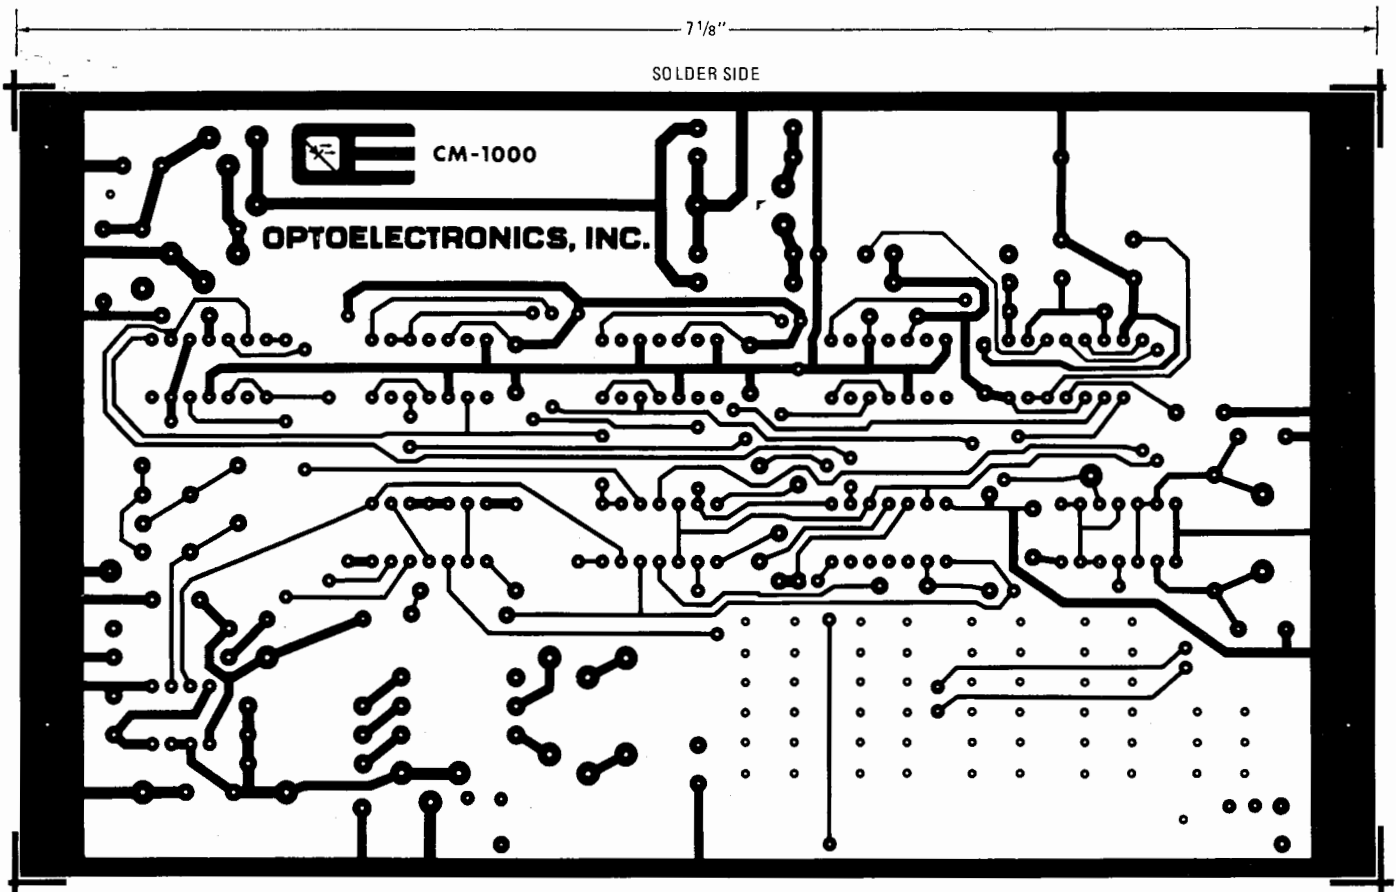 7 1/8"
SOLDER SIDE
CM-1000
OPTOELECTRONICS, INC.